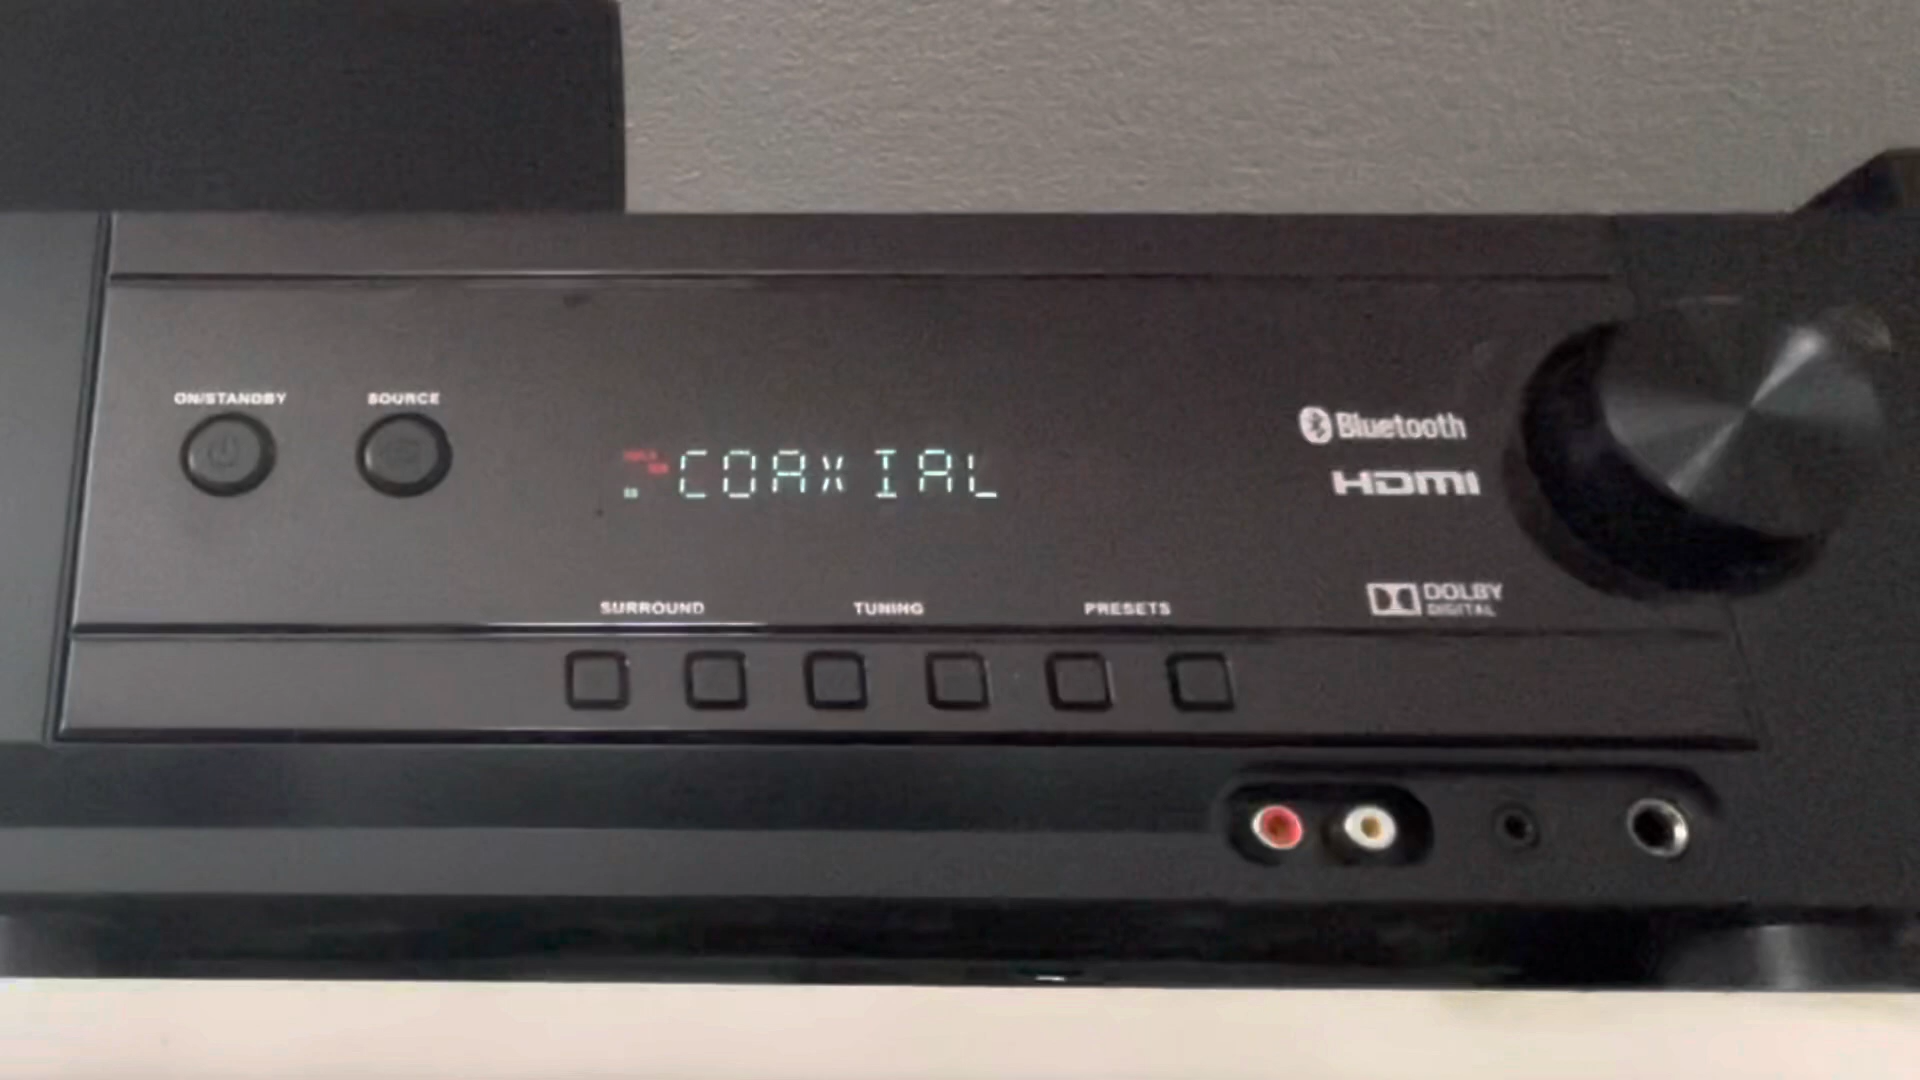 ON/STANDBY
SOURCE
COAXIAL
Bluetooth
HDMI
DOLBY
DIGITAL
SURROUND
TUNING
PRESETS